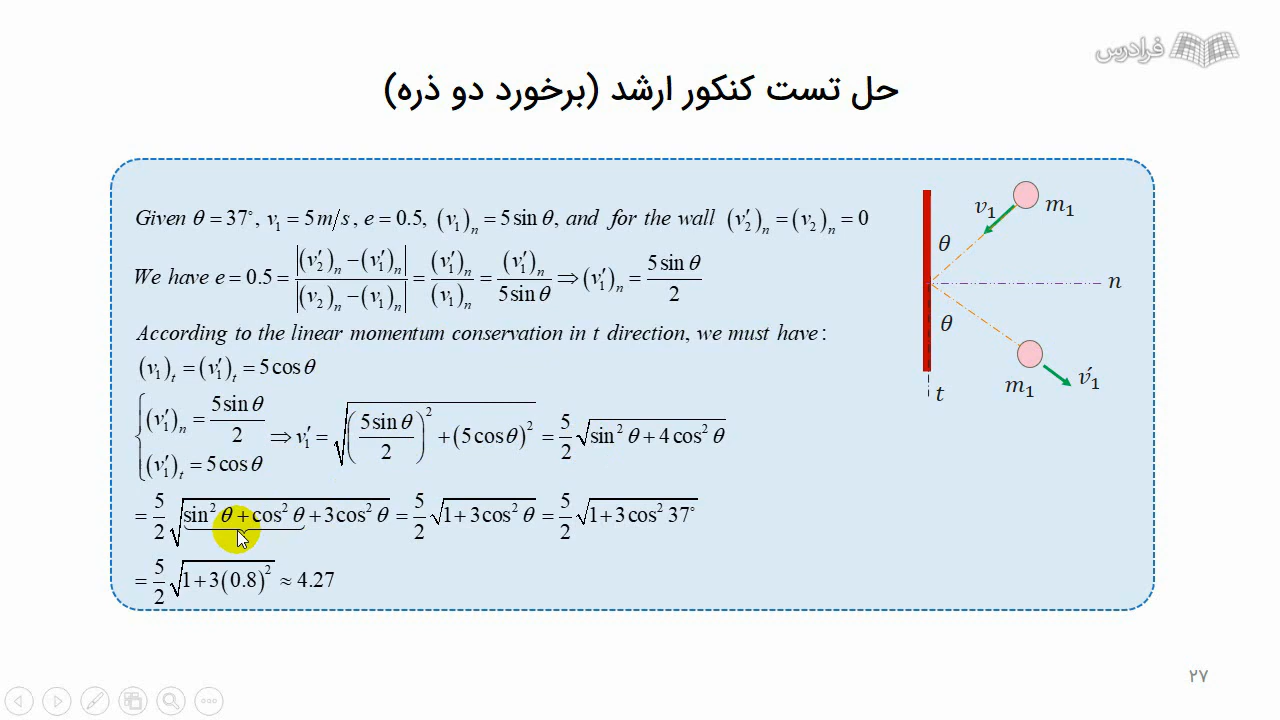 فرادرس
حل تست کنکور ارشد (برخورد دو ذره)
Given θ = 37°, v₁ = 5 m/s, e = 0.5, (v₁)ₙ = 5 sin θ, and for the wall (v′₂)ₙ = (v₂)ₙ = 0
We have e = 0.5 = |(v′₂)ₙ − (v′₁)ₙ| / |(v₂)ₙ − (v₁)ₙ| = (v′₁)ₙ / (v₁)ₙ = (v′₁)ₙ / 5 sin θ ⇒ (v′₁)ₙ = 5 sin θ / 2
According to the linear momentum conservation in t direction, we must have :
(v₁)ₜ = (v′₁)ₜ = 5 cos θ
{ (v′₁)ₙ = 5 sin θ / 2
(v′₁)ₜ = 5 cos θ ⇒ v′₁ = √((5 sin θ / 2)² + (5 cos θ)²) = 5/2 √(sin² θ + 4 cos² θ)
= 5/2 √(sin² θ + cos² θ + 3 cos² θ) = 5/2 √(1 + 3 cos² θ) = 5/2 √(1 + 3 cos² 37°)
= 5/2 √(1 + 3(0.8)²) ≈ 4.27
v₁
m₁
θ
n
θ
m₁
v́₁
t
۲۷